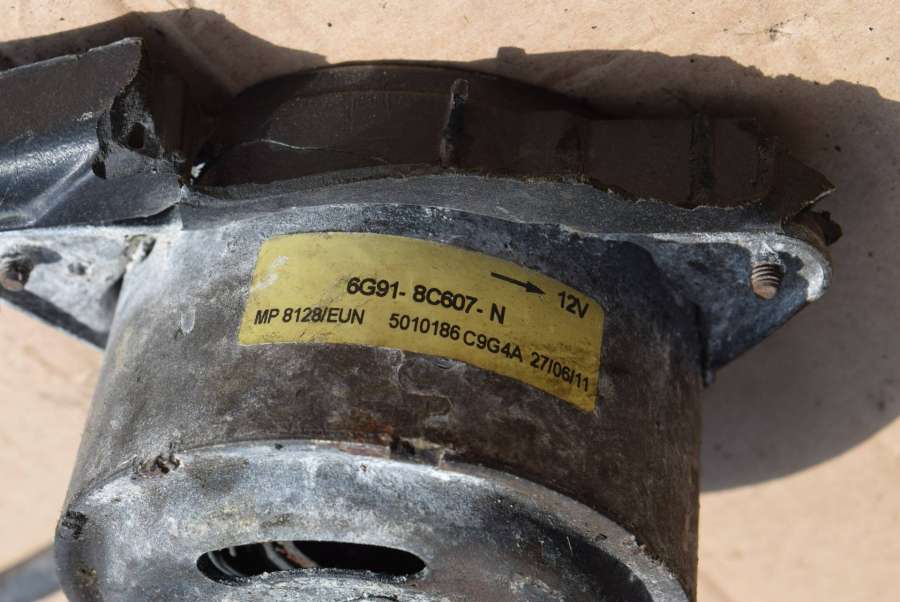 6G91- 8C607- N → 12V
MP 8128/EUN 5010186 C9G4A 27/06/11